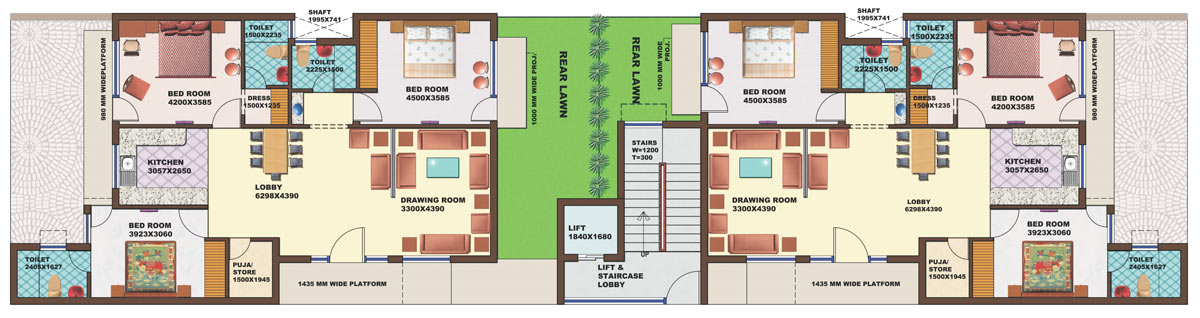 SHAFT
1995X741
TOILET
1500X2235
TOILET
2225X1500
980 MM WIDEPLATFORM
BED ROOM
4200X3585
DRESS
1500X1235
BED ROOM
4500X3585
1000 MM WIDE PROJ./
REAR LAWN
KITCHEN
3057X2650
LOBBY
6298X4390
DRAWING ROOM
3300X4390
BED ROOM
3923X3060
TOILET
2405X1627
PUJA/
STORE
1500X1945
1435 MM WIDE PLATFORM
REAR LAWN
1000 MM WIDE
PROJ./
STAIRS
W=1200
T=300
UP
LIFT
1840X1680
LIFT &
STAIRCASE
LOBBY
SHAFT
1995X741
TOILET
1500X2235
TOILET
2225X1500
BED ROOM
4500X3585
DRESS
1500X1235
BED ROOM
4200X3585
980 MM WIDEPLATFORM
KITCHEN
3057X2650
DRAWING ROOM
3300X4390
LOBBY
6298X4390
BED ROOM
3923X3060
PUJA/
STORE
1500X1945
TOILET
2405X1627
1435 MM WIDE PLATFORM